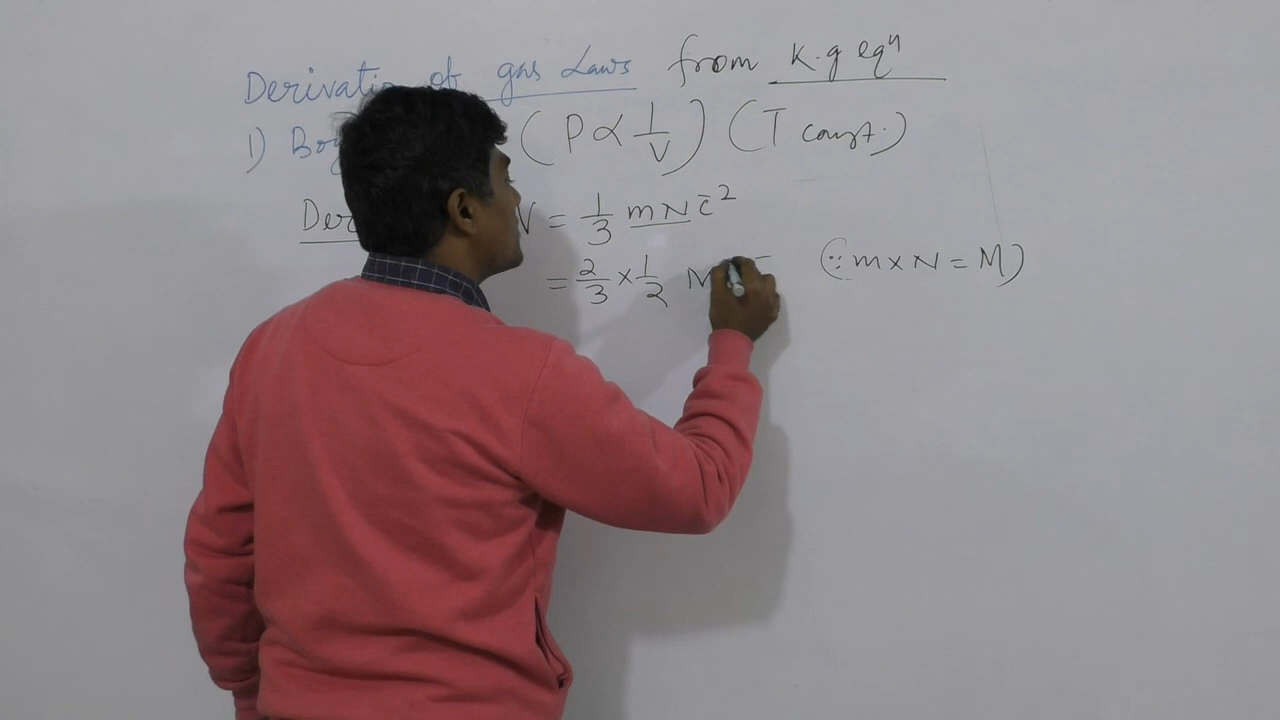 Derivation of gas Laws from K.g eqⁿ
1) Boy (P ∝ 1/V) (T const.)
Der V = 1/3 mN c̄²
= 2/3 × 1/2 M (∵ m × N = M)